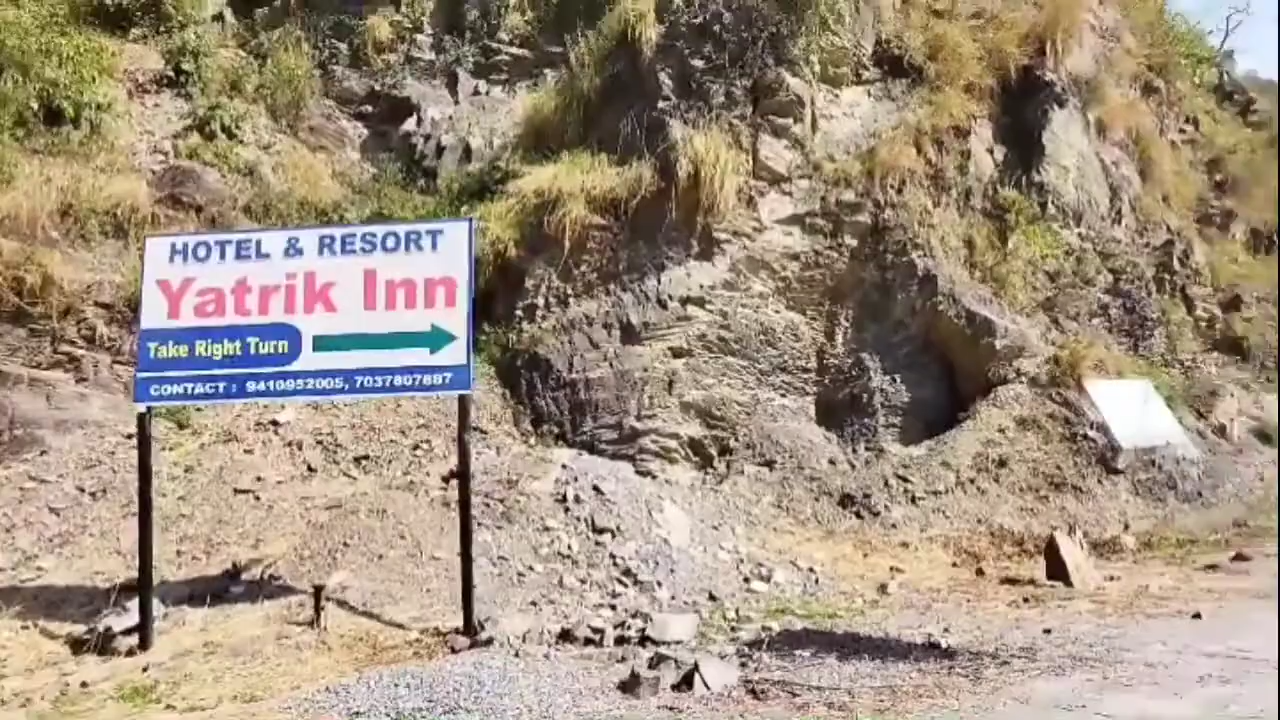 HOTEL & RESORT
Yatrik Inn
Take Right Turn
CONTACT : 9410952005, 7037807887